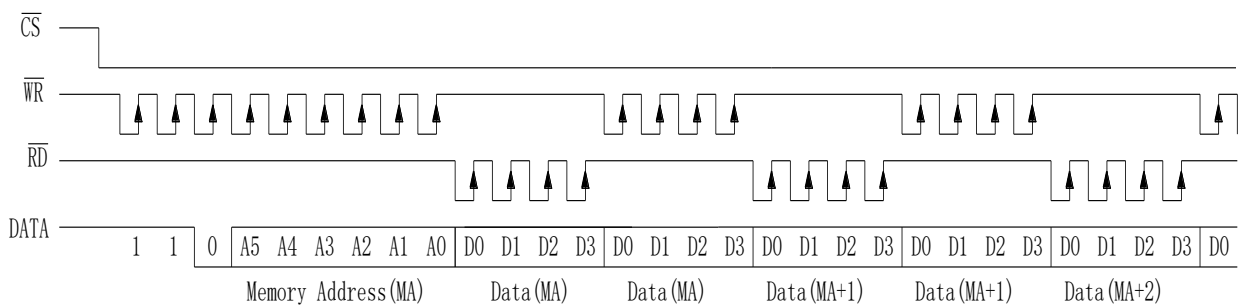 CS
WR
RD
DATA 1 1 0 A5 A4 A3 A2 A1 A0 D0 D1 D2 D3 D0 D1 D2 D3 D0 D1 D2 D3 D0 D1 D2 D3 D0 D1 D2 D3 D0
Memory Address(MA) Data(MA) Data(MA) Data(MA+1) Data(MA+1) Data(MA+2)